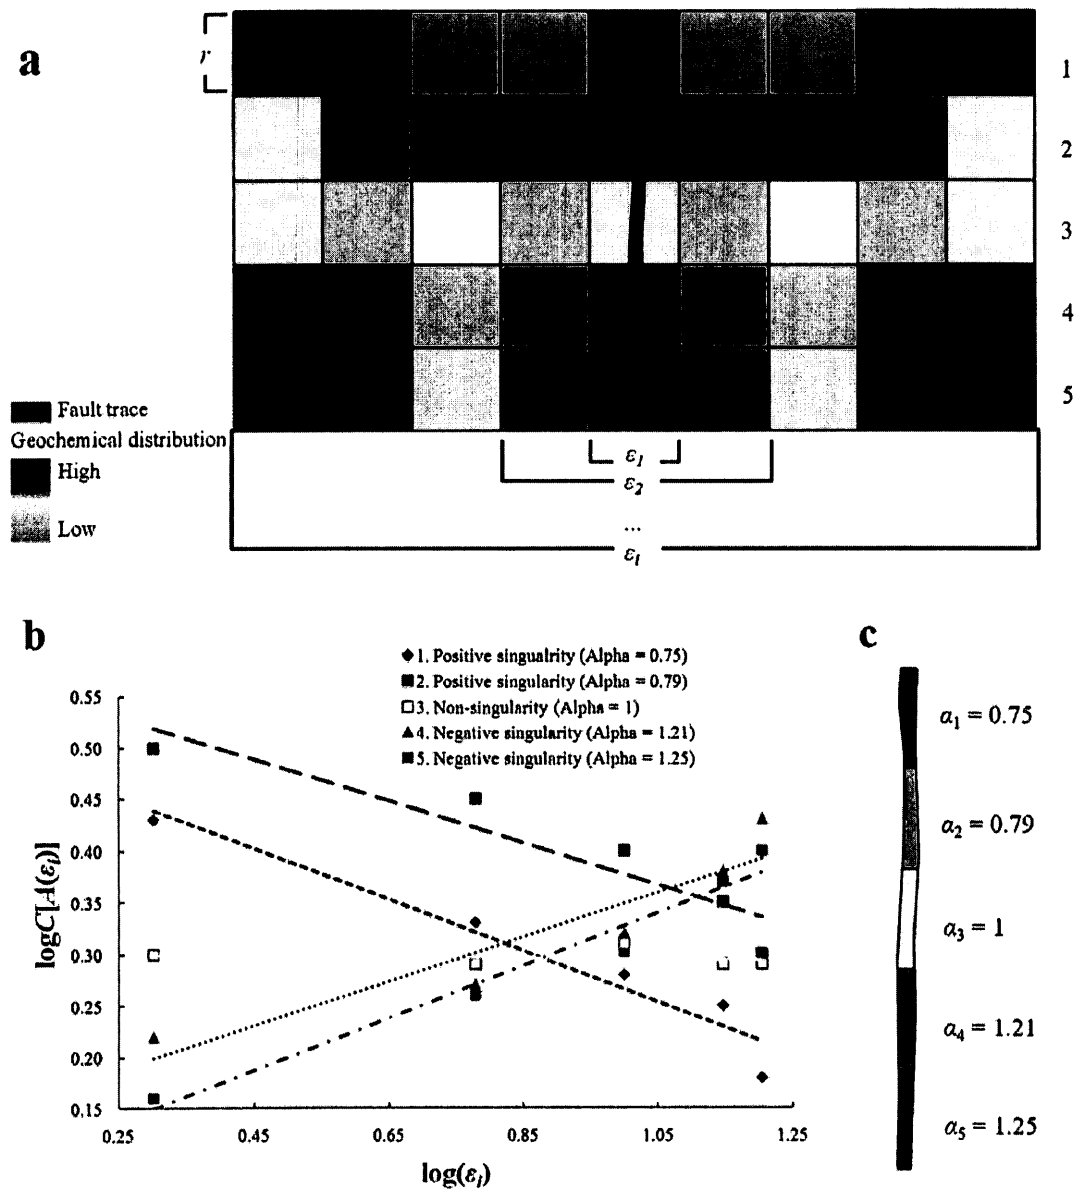 a
r
1
2
3
4
5
Fault trace
Geochemical distribution
High
Low
ε1
ε2
...
εi
b
1. Positive singualrity (Alpha = 0.75)
2. Positive singularity (Alpha = 0.79)
3. Non-singularity (Alpha = 1)
4. Negative singularity (Alpha = 1.21)
5. Negative singularity (Alpha = 1.25)
0.55
0.50
0.45
0.40
0.35
0.30
0.25
0.20
0.15
logC[A(εi)]
0.25 0.45 0.65 0.85 1.05 1.25
log(εi)
c
α1 = 0.75
α2 = 0.79
α3 = 1
α4 = 1.21
α5 = 1.25